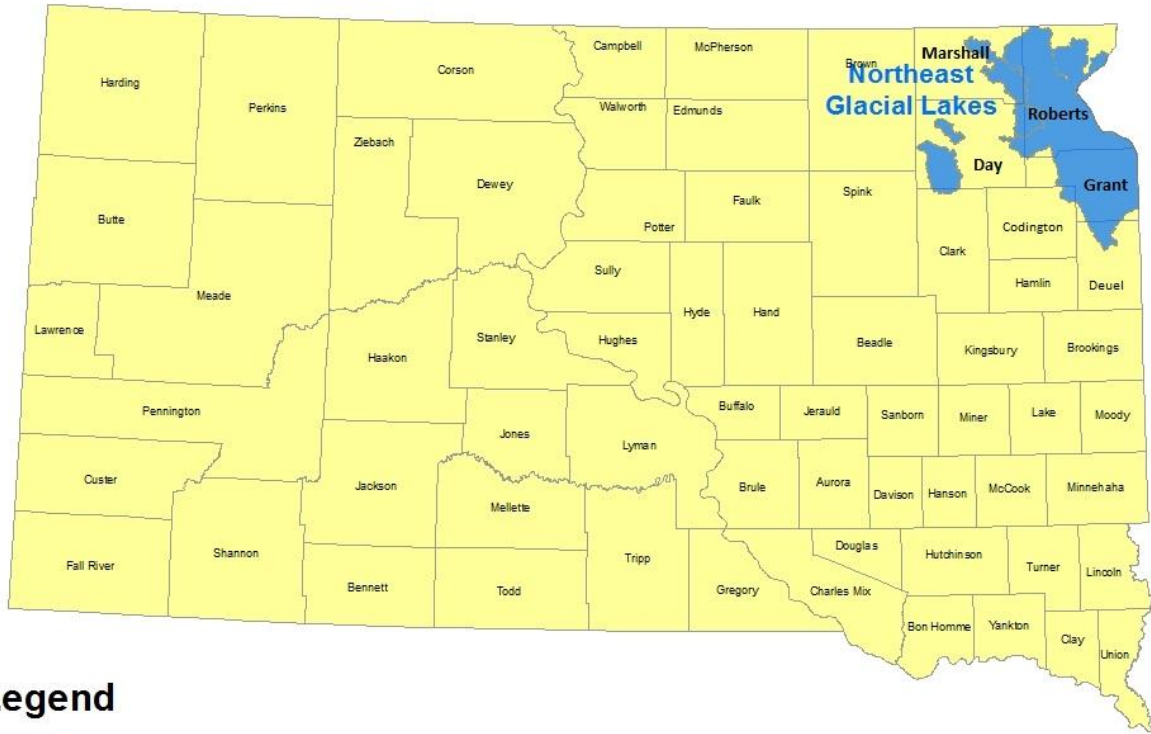 Campbell
McPherson
Brown
Marshall
Northeast
Glacial Lakes
Harding
Perkins
Corson
Walworth
Edmunds
Roberts
Ziebach
Dewey
Day
Grant
Butte
Potter
Faulk
Spink
Clark
Codington
Meade
Sully
Hamlin
Deuel
Lawrence
Haakon
Stanley
Hughes
Hyde
Hand
Beadle
Kingsbury
Brookings
Pennington
Jones
Lyman
Buffalo
Jerauld
Sanborn
Miner
Lake
Moody
Custer
Jackson
Mellette
Brule
Aurora
Davison
Hanson
McCook
Minnehaha
Fall River
Shannon
Bennett
Todd
Tripp
Gregory
Douglas
Charles Mix
Hutchinson
Turner
Lincoln
Bon Homme
Yankton
Clay
Union
egend